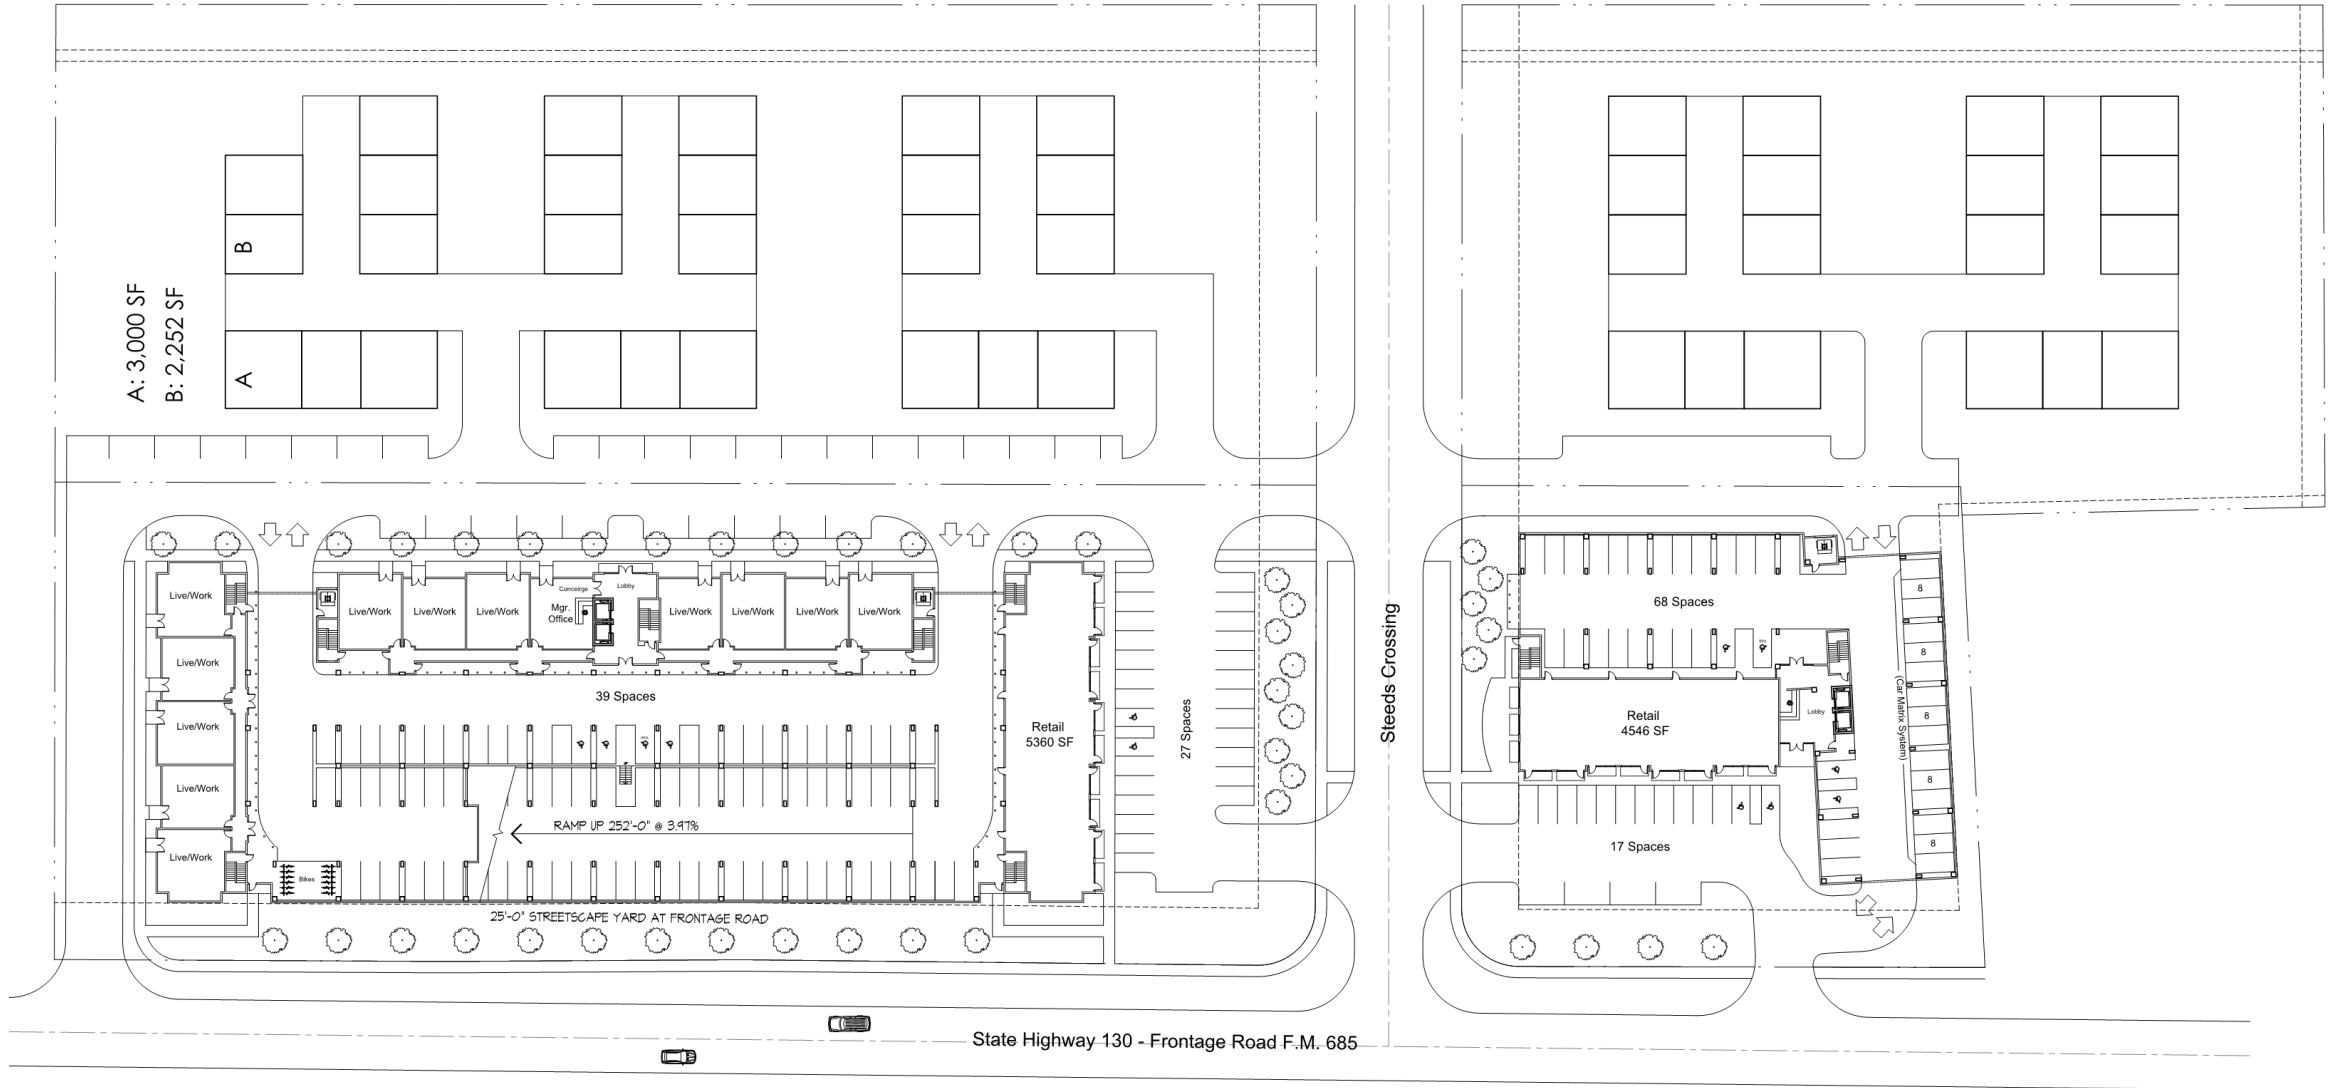 A: 3,000 SF
B: 2,252 SF
B
A
Live/Work
Live/Work
Live/Work
Live/Work
Live/Work
Live/Work
Live/Work
Live/Work
Conceirge
Mgr.
Office
Lobby
Live/Work
Live/Work
Live/Work
Live/Work
39 Spaces
RAMP UP 252'-0" @ 3.97%
Bikes
Retail
5360 SF
27 Spaces
25'-0" STREETSCAPE YARD AT FRONTAGE ROAD
Steeds Crossing
68 Spaces
Retail
4546 SF
Lobby
17 Spaces
(Car Matrix System)
8
8
8
8
8
State Highway 130 - Frontage Road F.M. 685